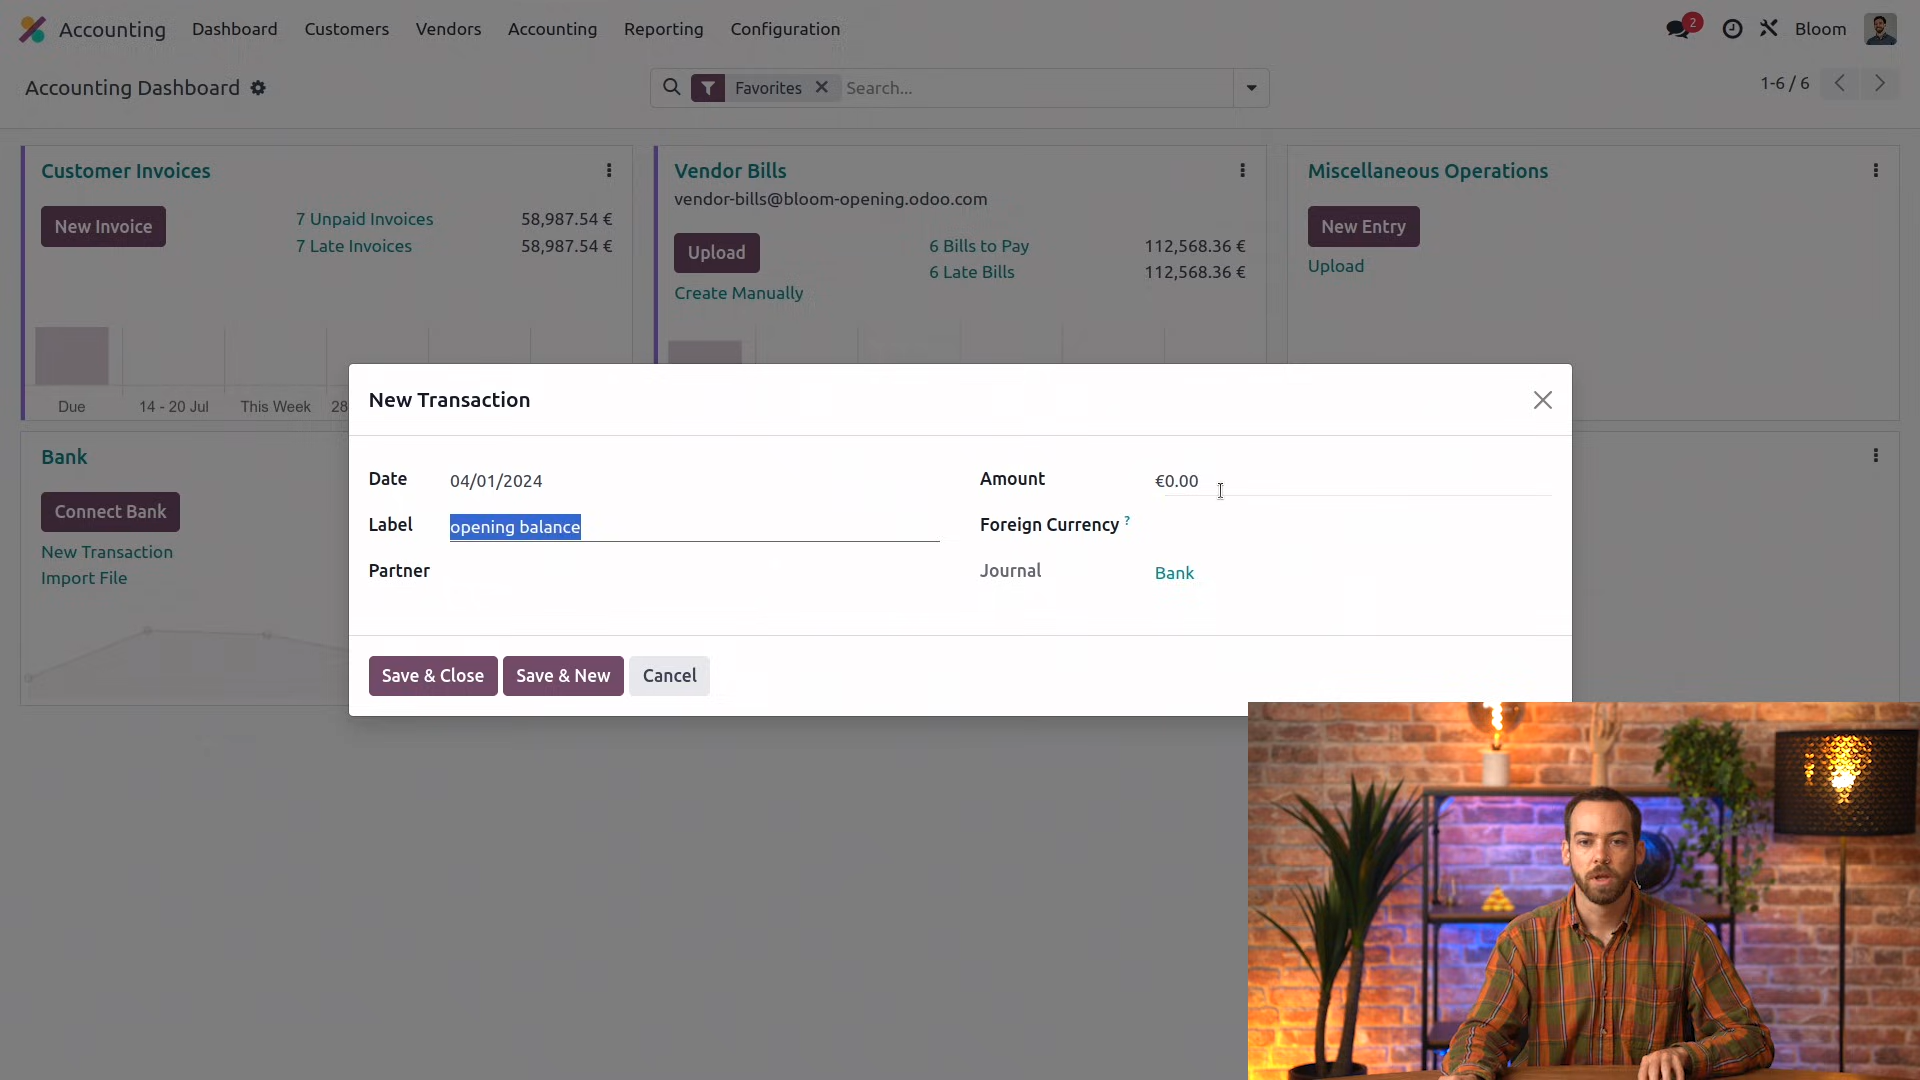 Accounting Dashboard Customers Vendors Accounting Reporting Configuration 2 Bloom
Accounting Dashboard Favorites Search... 1-6 / 6
Customer Invoices
New Invoice
7 Unpaid Invoices 58,987.54 €
7 Late Invoices 58,987.54 €
Due 14 - 20 Jul This Week 28
Vendor Bills
vendor-bills@bloom-opening.odoo.com
Upload
Create Manually
6 Bills to Pay 112,568.36 €
6 Late Bills 112,568.36 €
Miscellaneous Operations
New Entry
Upload
Bank
Connect Bank
New Transaction
Import File
New Transaction
Date 04/01/2024
Label opening balance
Partner
Amount €0.00
Foreign Currency ?
Journal Bank
Save & Close Save & New Cancel